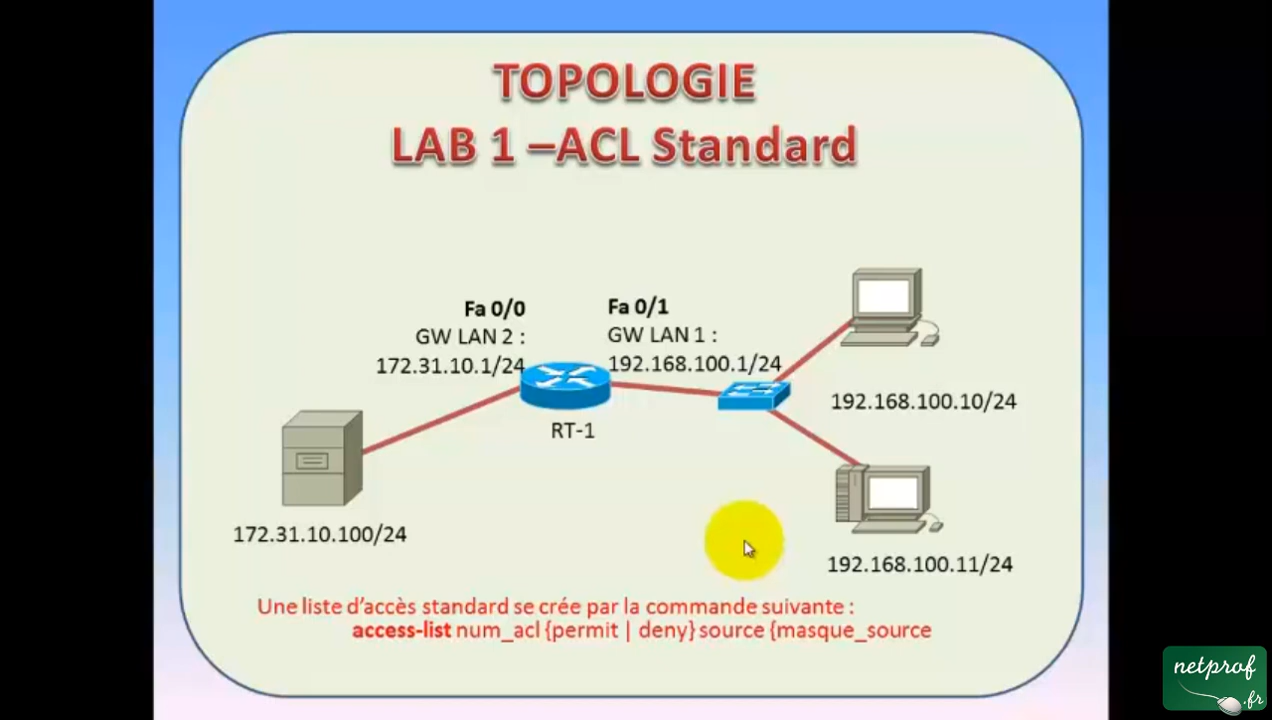 TOPOLOGIE
LAB 1 –ACL Standard
Fa 0/0
GW LAN 2 :
172.31.10.1/24
Fa 0/1
GW LAN 1 :
192.168.100.1/24
RT-1
192.168.100.10/24
172.31.10.100/24
192.168.100.11/24
Une liste d'accès standard se crée par la commande suivante :
access-list num_acl {permit | deny} source {masque_source
netprof
.fr